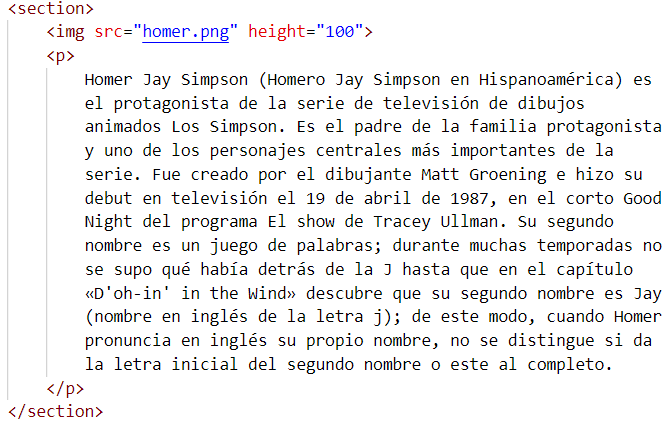 <section>
<img src="homer.png" height="100">
<p>
Homer Jay Simpson (Homero Jay Simpson en Hispanoamérica) es
el protagonista de la serie de televisión de dibujos
animados Los Simpson. Es el padre de la familia protagonista
y uno de los personajes centrales más importantes de la
serie. Fue creado por el dibujante Matt Groening e hizo su
debut en televisión el 19 de abril de 1987, en el corto Good
Night del programa El show de Tracey Ullman. Su segundo
nombre es un juego de palabras; durante muchas temporadas no
se supo qué había detrás de la J hasta que en el capítulo
«D'oh-in' in the Wind» descubre que su segundo nombre es Jay
(nombre en inglés de la letra j); de este modo, cuando Homer
pronuncia en inglés su propio nombre, no se distingue si da
la letra inicial del segundo nombre o este al completo.
</p>
</section>